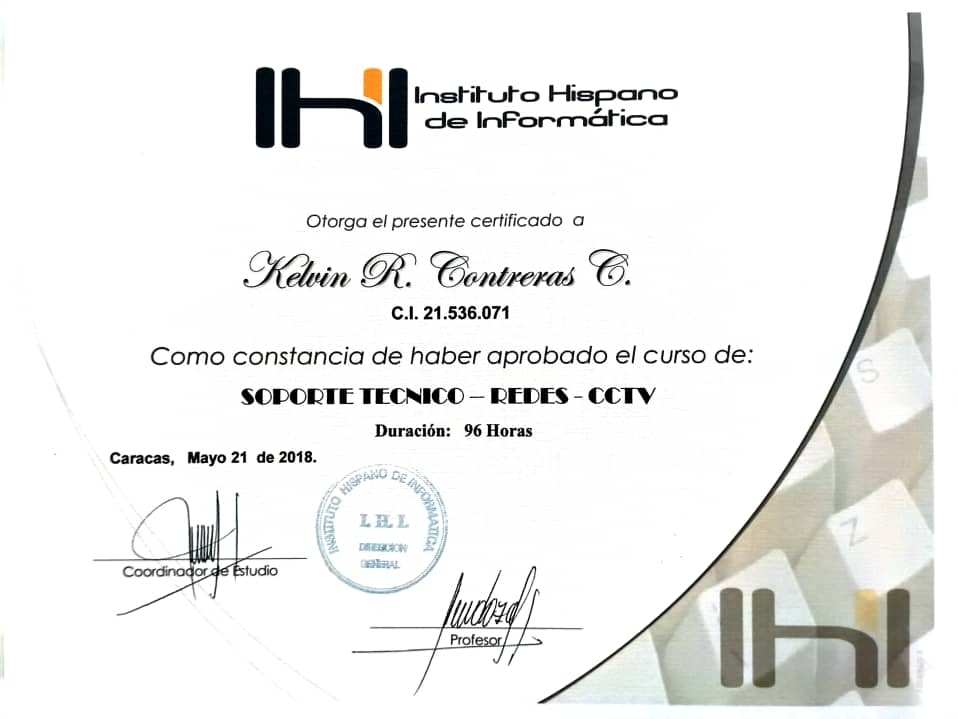 IHI
Instituto Hispano
de Informática
Otorga el presente certificado a
Kelvin R. Contreras C.
C.I. 21.536.071
Como constancia de haber aprobado el curso de:
SOPORTE TECNICO – REDES - CCTV
Duración: 96 Horas
Caracas, Mayo 21 de 2018.
INSTITUTO HISPANO DE INFORMATICA
I. H. I.
DIRECCION
GENERAL
Coordinador de Estudio
Profesor
S
Z
IHI